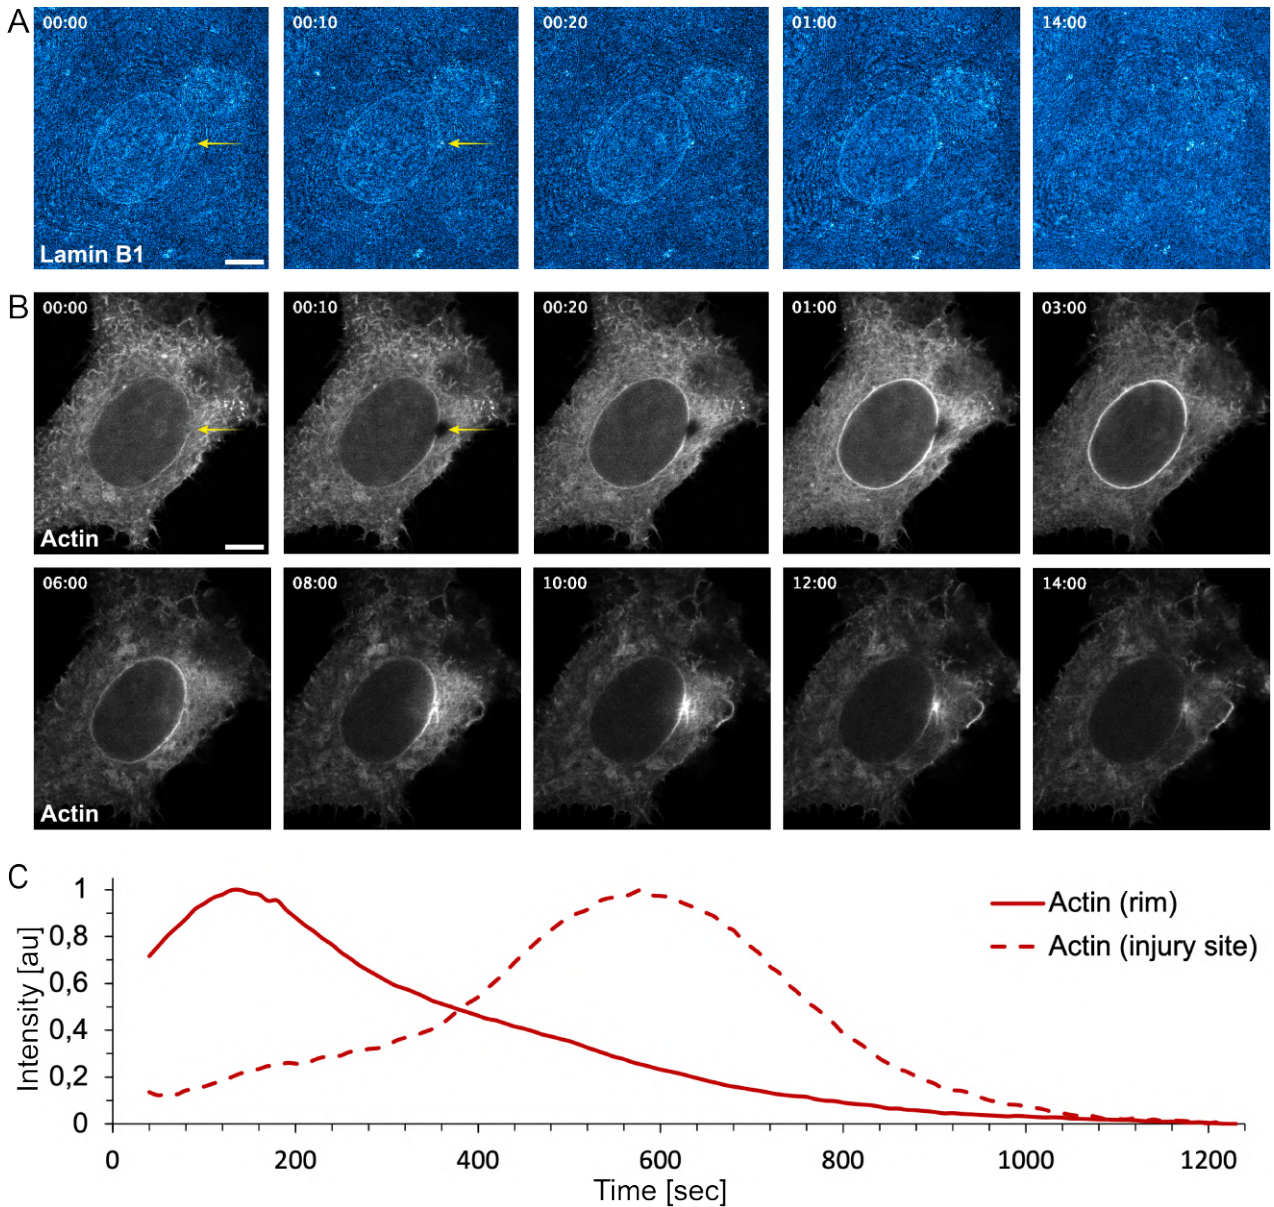 A
00:00
00:10
00:20
01:00
14:00
Lamin B1
B
00:00
00:10
00:20
01:00
03:00
Actin
06:00
08:00
10:00
12:00
14:00
Actin
C
Intensity [au]
1
0,8
0,6
0,4
0,2
0
Actin (rim)
Actin (injury site)
0
200
400
600
800
1000
1200
Time [sec]